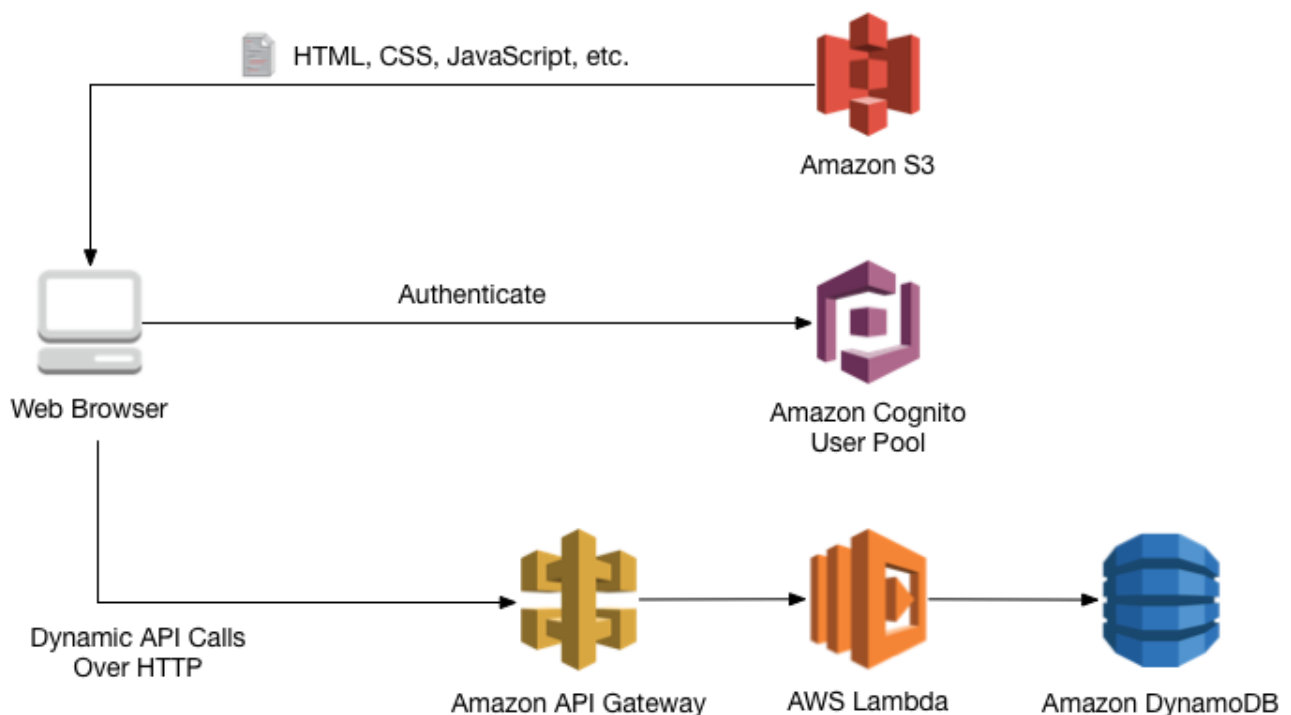 HTML, CSS, JavaScript, etc.
Amazon S3
Authenticate
Web Browser
Amazon Cognito
User Pool
Dynamic API Calls
Over HTTP
Amazon API Gateway
AWS Lambda
Amazon DynamoDB